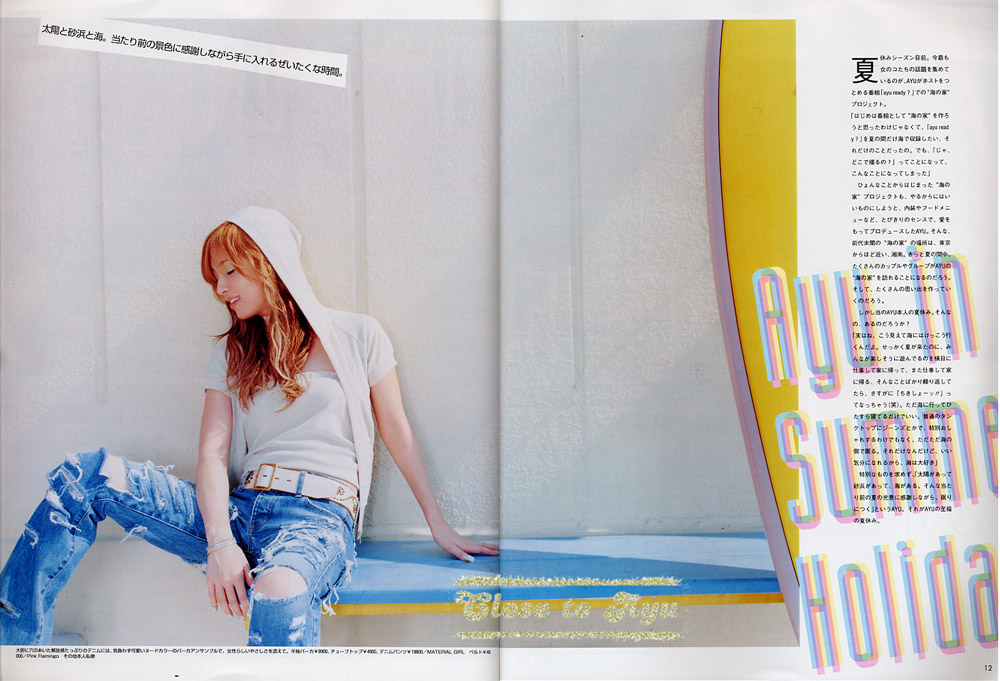 太陽と砂浜と海。当たり前の景色に感謝しながら手に入れるぜいたくな時間。
夏休みシーズン目前。今最も
女のコたちの話題を集めて
いるのが、AYUがホストをつ
とめる番組「ayu ready?」での“海の家”
プロジェクト。
「はじめは番組として“海の家”を作ろ
うと思ったわけじゃなくて、「ayu read
y?」を夏の間だけ海で収録したい、そ
れだけのことだったの。でも、「じゃ、
どこで撮るの?」ってことになって、
こんなことになってしまった」
ひょんなことからはじまった“海の
家”プロジェクトも、やるからにはい
いものにしようと、内装やフードメニ
ューなど、とびきりのセンスで、愛を
もってプロデュースしたAYU。そんな、
前代未聞の“海の家”の場所は、東京
からほど近い、湘南。きっと夏の間中、
たくさんのカップルやグループがAYUの
“海の家”を訪れることになるのだろう。
そして、たくさんの思い出を作ってい
くのだろう。
しかし当のAYU本人の夏休み。そんな
の、あるのだろうか?
「実はね、こう見えて海にはけっこう行
くんだよ。せっかく夏が来たのに、み
んなが楽しそうに遊んでるのを横目に
仕事して家に帰って、また仕事して家
に帰る、そんなことばかり繰り返して
たら、さすがに「ちきしょーッッ」っ
てなっちゃう(笑)。ただ海に行ってひ
たすら寝てるだけでいい。普通のタン
クトップにジーンズとかで、特別おし
ゃれするわけでもなく、ただただ海の
側で眠る。それだけなんだけど、いい
気分になれるから、海は大好き」
特別なものを求めず、「太陽があって
砂浜があって、海がある。そんな当た
り前の夏の光景に感謝しながら、眠り
につく」というAYU。それがAYUの至福
の夏休み。
Ayu in
Summe
Holida
Close to Ayu
太胆に穴のあいた解放感たっぷりのデニムには、気負わず可愛いヌードカラーのパーカアンサンブルで、女性らしいやさしさを添えて。半袖パーカ¥8900、チューブトップ¥4900、デニムパンツ¥19800/MATERIAL GIRL ベルト¥48
000/Pink Flamingo その他本人私物
12